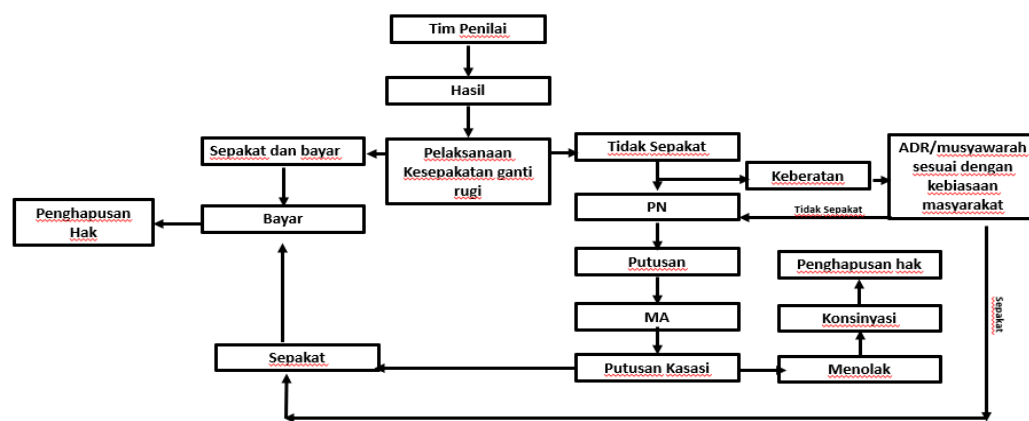 Tim Penilai
Hasil
Sepakat dan bayar
Pelaksanaan
Kesepakatan ganti
rugi
Tidak Sepakat
Keberatan
ADR/musyawarah
sesuai dengan
kebiasaan
masyarakat
Penghapusan
Hak
Bayar
PN
Tidak Sepakat
Putusan
Penghapusan hak
Sepakat
MA
Konsinyasi
Sepakat
Putusan Kasasi
Menolak